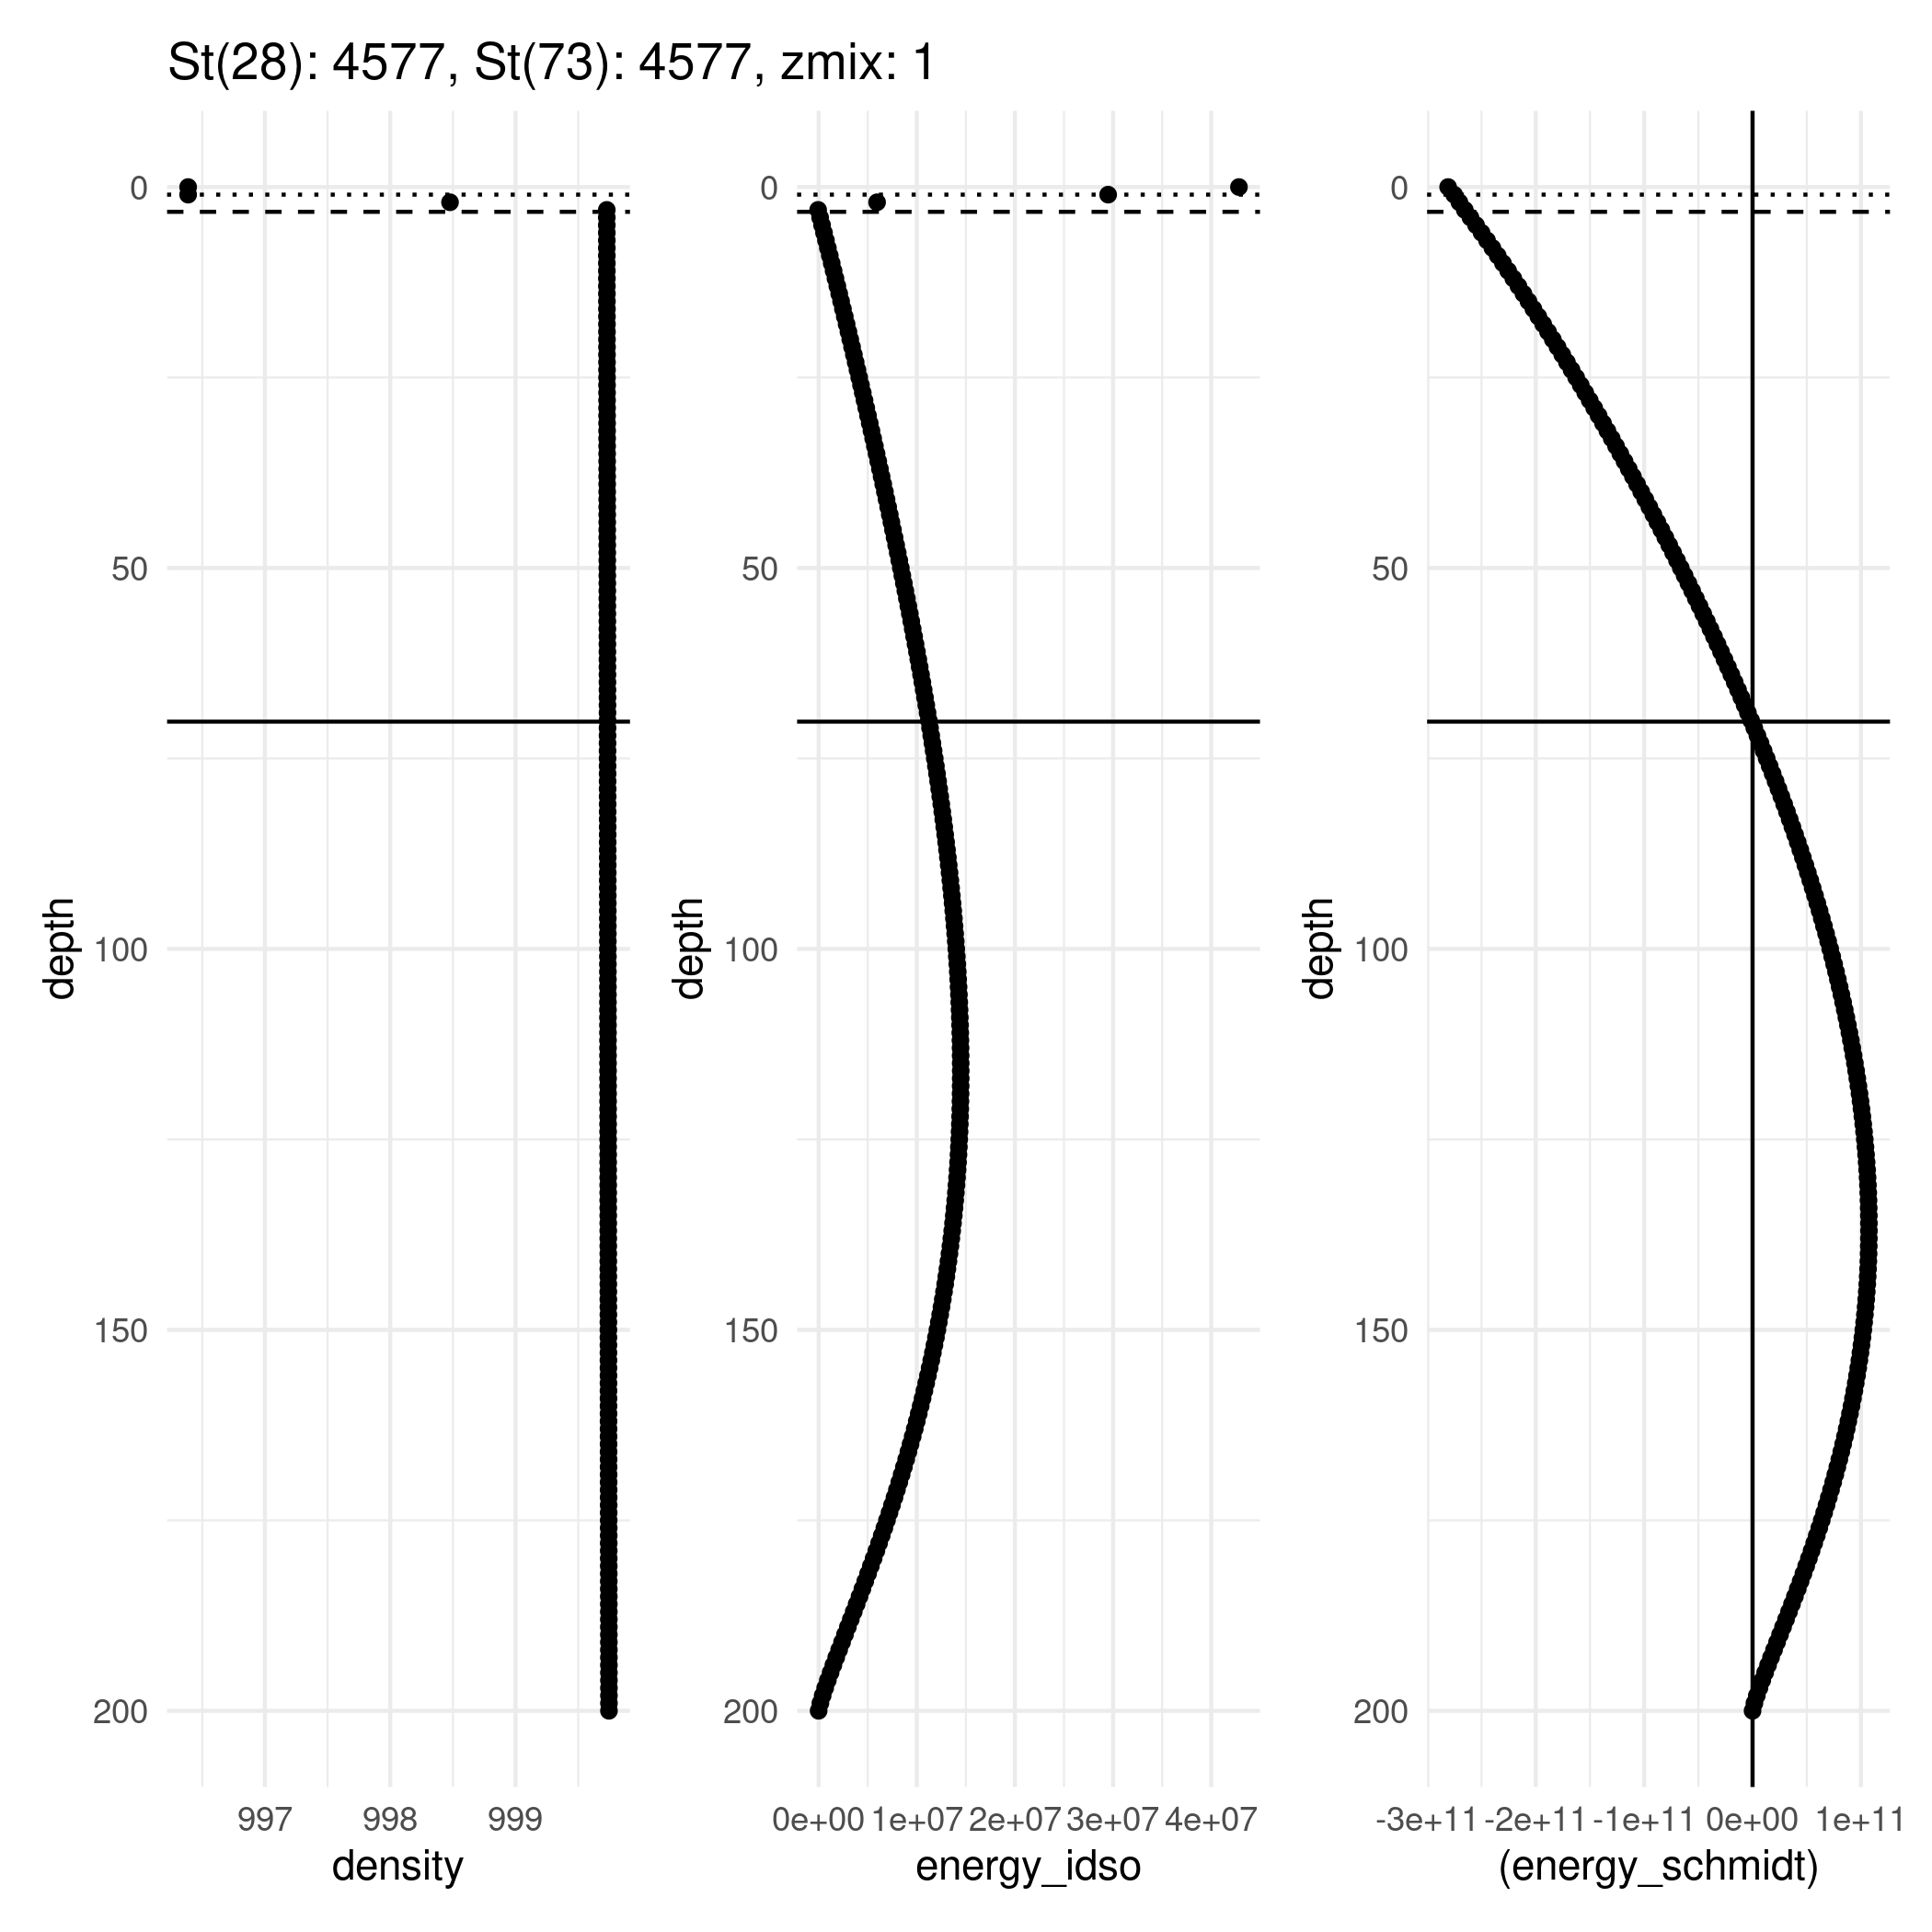 St(28): 4577, St(73): 4577, zmix: 1
0
50
100
150
200
depth
997 998 999
density
0
50
100
150
200
depth
0e+00 1e+07 2e+07 3e+07 4e+07
energy_idso
0
50
100
150
200
depth
-3e+11 -2e+11 -1e+11 0e+00 1e+11
(energy_schmidt)